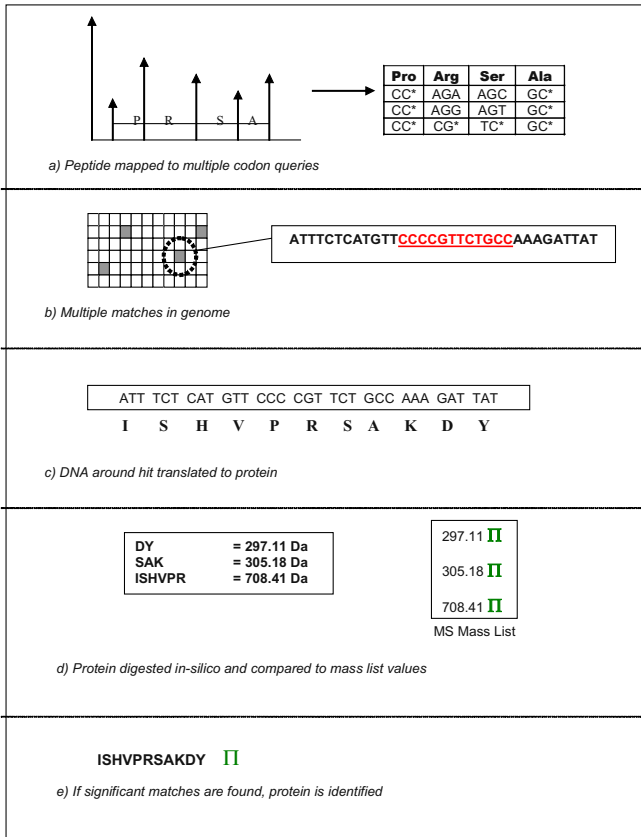 P R S A
Pro Arg Ser Ala
CC* AGA AGC GC*
CC* AGG AGT GC*
CC* CG* TC* GC*
a) Peptide mapped to multiple codon queries
ATTTCTCATGTTCCCCGTTCTGCCAAAGATTAT
b) Multiple matches in genome
ATT TCT CAT GTT CCC CGT TCT GCC AAA GAT TAT
I S H V P R S A K D Y
c) DNA around hit translated to protein
DY = 297.11 Da
SAK = 305.18 Da
ISHVPR = 708.41 Da
297.11 Π
305.18 Π
708.41 Π
MS Mass List
d) Protein digested in-silico and compared to mass list values
ISHVPRSAKDY Π
e) If significant matches are found, protein is identified